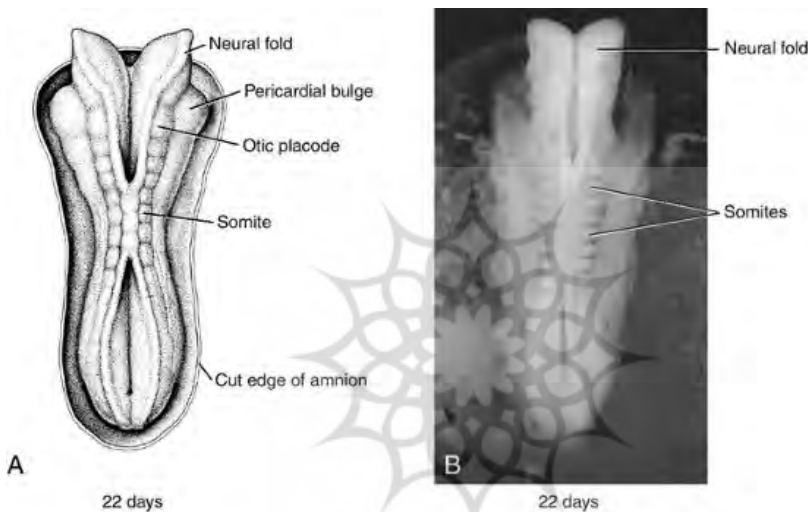 Neural fold
Pericardial bulge
Otic placode
Somite
Cut edge of amnion
A
22 days
Neural fold
Somites
B
22 days